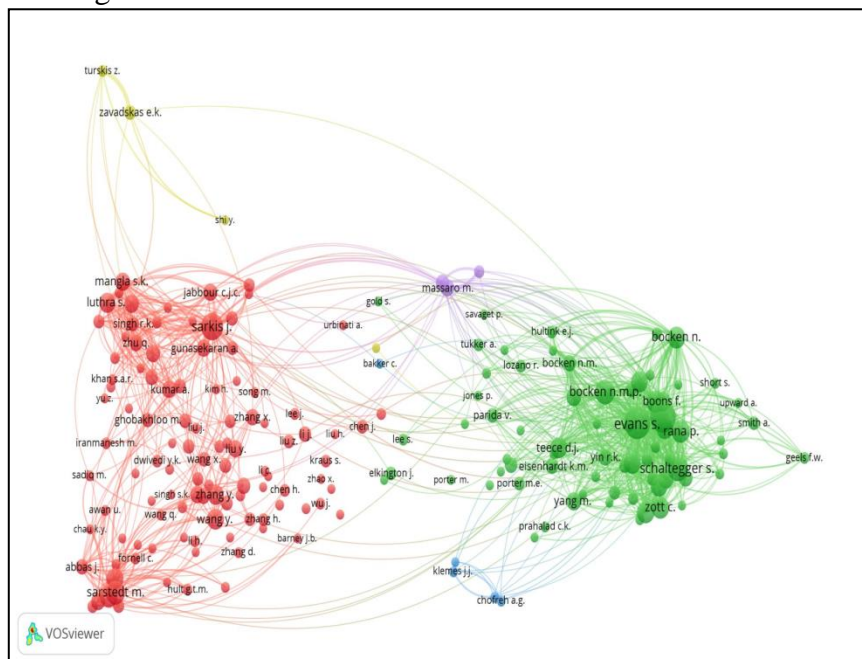 turskis z.
zavadskas e.k.
shi y.
mangla s.k.
jabbour c.j.c.
massaro m.
luthra s.
gold s.
savaget p.
singh r.k.
sarkis j.
urbinati a.
hultink e.j.
bocken n.
zhu q.
gunasekaran a.
tukker a.
bakker c.
lozano r.
bocken n.m.
khan s.a.r.
kumar a.
kim h.
song m.
jones p.
bocken n.m.p.
short s.
yu z.
boons f.
upward a.
ghobakhloo m.
zhang x.
lee j.
parida v.
evans s.
rana p.
smith a.
iranmanesh m.
liu j.
liu z.
li j.
liu h.
chen j.
lee s.
teece d.j.
dwivedi y.k.
wang x.
liu y.
yin r.k.
geels f.w.
sadiq m.
kraus s.
elkington j.
eisenhardt k.m.
schaltegger s.
singh s.k.
zhang y.
li c.
zhao x.
porter m.
porter m.e.
chen h.
awan u.
wu j.
yang m.
zott c.
chau k.y.
wang q.
wang y.
zhang h.
prahalad c.k.
barney j.b.
li h.
zhang d.
fornell c.
abbas j.
klemes j.j.
sarstedt m.
hult g.t.m.
chofreh a.g.
VOSviewer